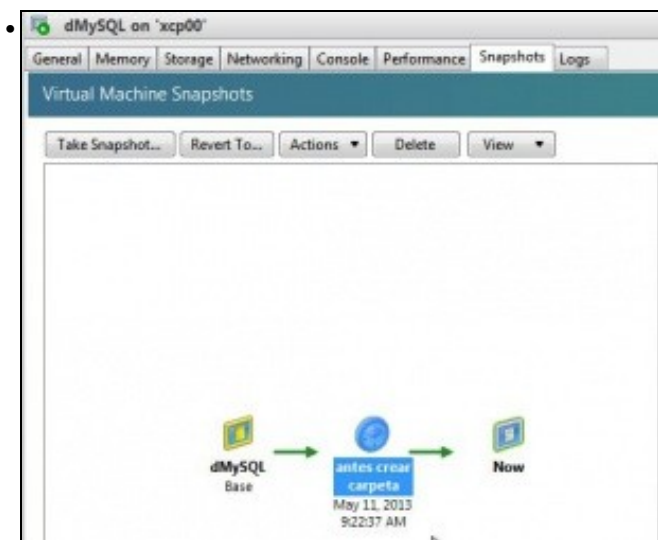 dMySQL on 'xcp00'
General Memory Storage Networking Console Performance Snapshots Logs
Virtual Machine Snapshots
Take Snapshot... Revert To... Actions Delete View
dMySQL
Base
antes crear
carpeta
May 11, 2013
9:22:37 AM
Now